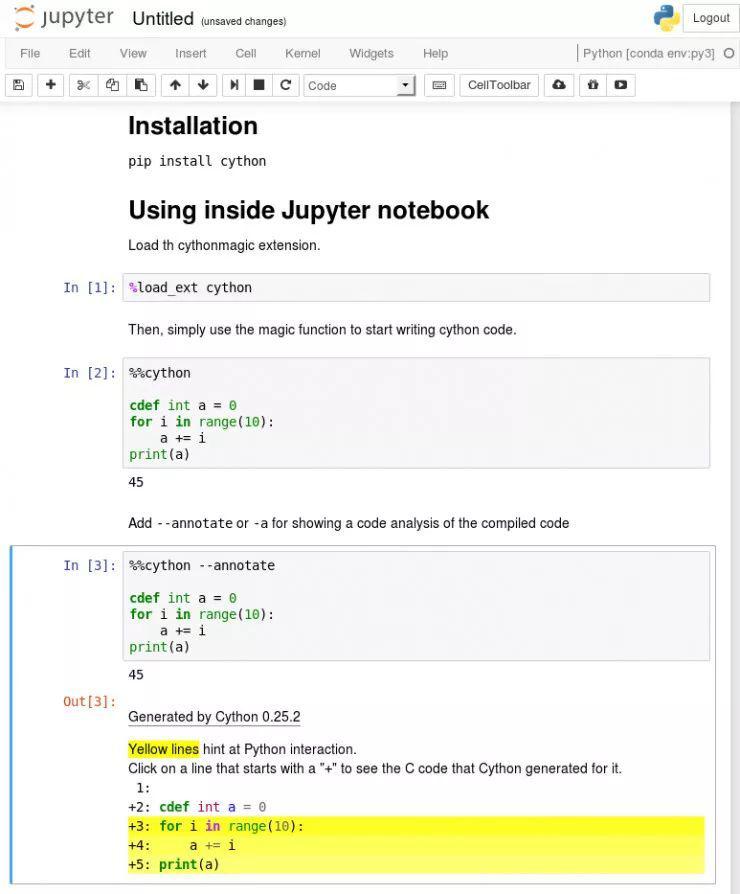 jupyter Untitled (unsaved changes) Logout
File Edit View Insert Cell Kernel Widgets Help Python [conda env:py3]
Code CellToolbar
Installation
pip install cython
Using inside Jupyter notebook
Load th cythonmagic extension.
In [1]: %load_ext cython
Then, simply use the magic function to start writing cython code.
In [2]: %%cython
cdef int a = 0
for i in range(10):
    a += i
print(a)
45
Add --annotate or -a for showing a code analysis of the compiled code
In [3]: %%cython --annotate
cdef int a = 0
for i in range(10):
    a += i
print(a)
45
Out[3]:
Generated by Cython 0.25.2
Yellow lines hint at Python interaction.
Click on a line that starts with a "+" to see the C code that Cython generated for it.
 1:
+2: cdef int a = 0
+3: for i in range(10):
+4:     a += i
+5: print(a)